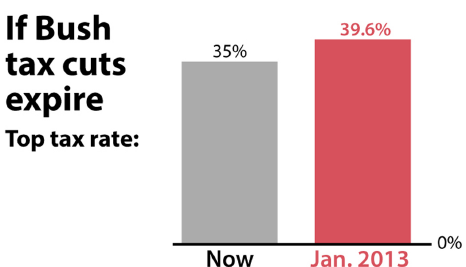 If Bush
tax cuts
expire
Top tax rate:
35%
39.6%
0%
Now
Jan. 2013